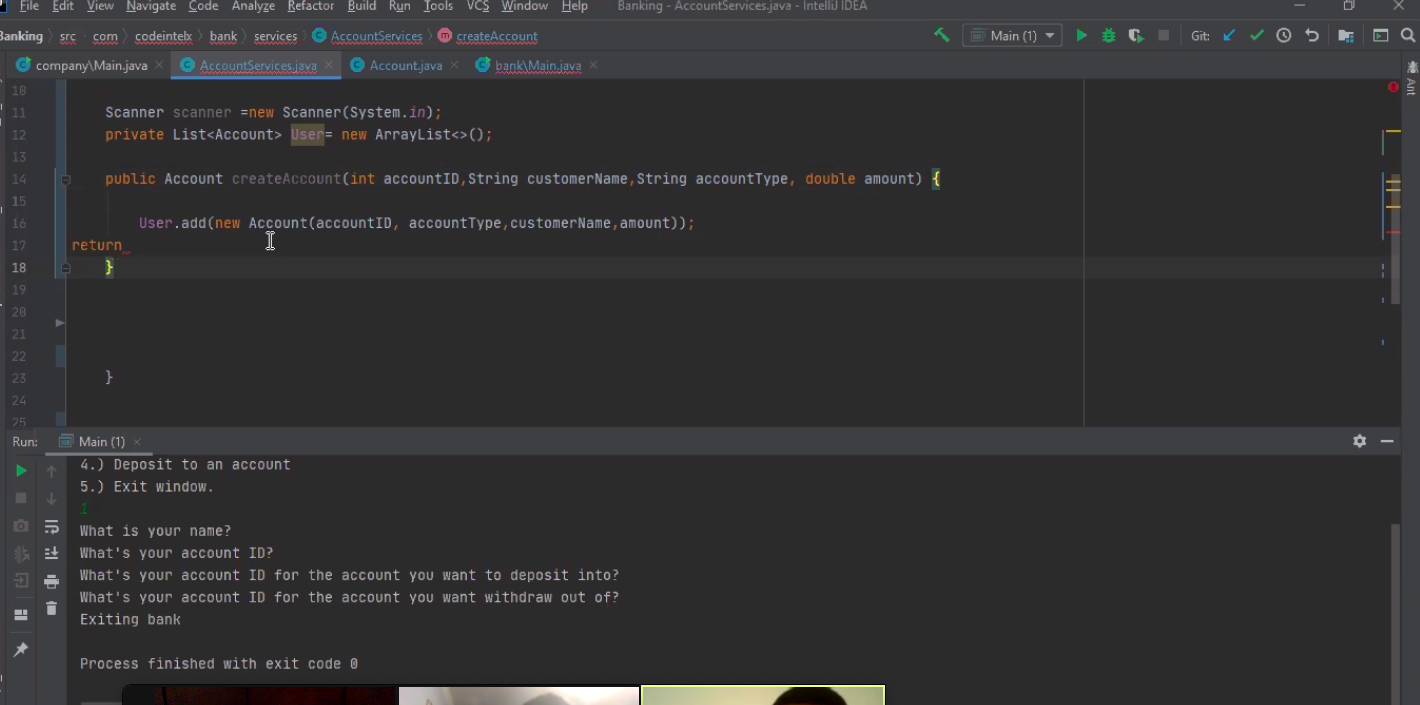 File Edit View Navigate Code Analyze Refactor Build Run Tools VCS Window Help Banking - AccountServices.java - IntelliJ IDEA
Banking src com codeintelx bank services AccountServices createAccount Main (1) Git:
company\Main.java AccountServices.java Account.java bank\Main.java
Ant
10
11 Scanner scanner =new Scanner(System.in);
12 private List<Account> User= new ArrayList<>();
13
14 public Account createAccount(int accountID,String customerName,String accountType, double amount) {
15
16 User.add(new Account(accountID, accountType,customerName,amount));
17 return
18 }
19
20
21
22
23 }
24
25
Run: Main (1)
4.) Deposit to an account
5.) Exit window.
1
What is your name?
What's your account ID?
What's your account ID for the account you want to deposit into?
What's your account ID for the account you want withdraw out of?
Exiting bank
Process finished with exit code 0